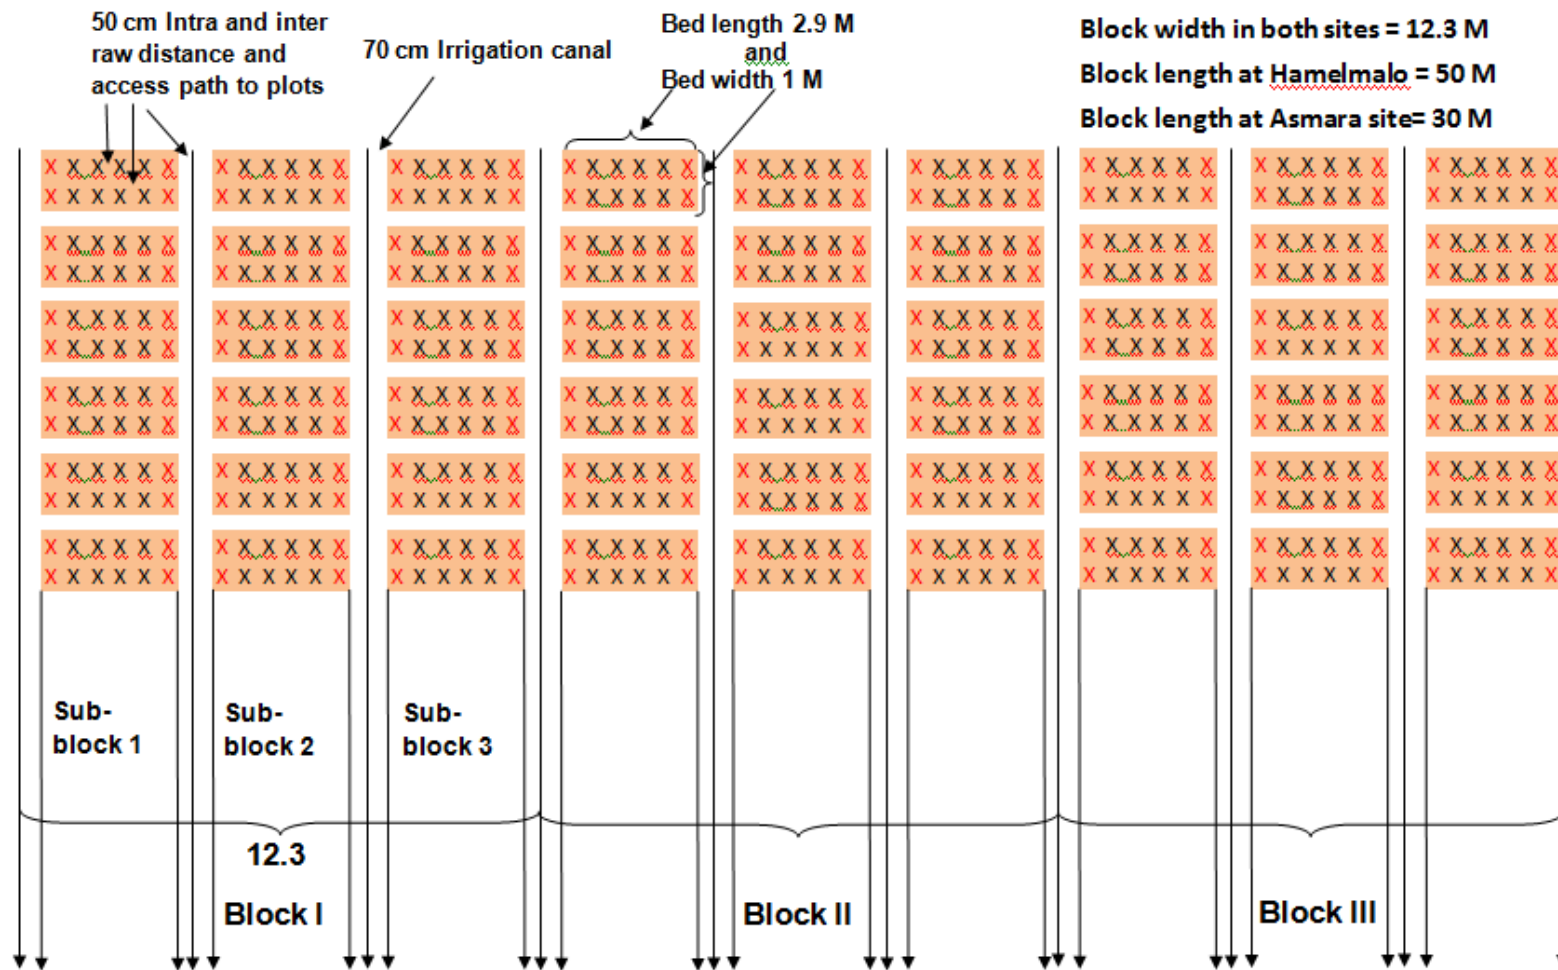 50 cm Intra and inter
raw distance and
access path to plots
70 cm Irrigation canal
Bed length 2.9 M
and
Bed width 1 M
Block width in both sites = 12.3 M
Block length at Hamelmalo = 50 M
Block length at Asmara site= 30 M
X X X X X X X X X X X X X X X X X X X X X X X X X X X X X X X X X X X X X X X X X X X X X X X X X X X X X X
X X X X X X X X X X X X X X X X X X X X X X X X X X X X X X X X X X X X X X X X X X X X X X X X X X X X X X
X X X X X X X X X X X X X X X X X X X X X X X X X X X X X X X X X X X X X X X X X X X X X X X X X X X X X X
X X X X X X X X X X X X X X X X X X X X X X X X X X X X X X X X X X X X X X X X X X X X X X X X X X X X X X
X X X X X X X X X X X X X X X X X X X X X X X X X X X X X X X X X X X X X X X X X X X X X X X X X X X X X X
X X X X X X X X X X X X X X X X X X X X X X X X X X X X X X X X X X X X X X X X X X X X X X X X X X X X X X
X X X X X X X X X X X X X X X X X X X X X X X X X X X X X X X X X X X X X X X X X X X X X X X X X X X X X X
X X X X X X X X X X X X X X X X X X X X X X X X X X X X X X X X X X X X X X X X X X X X X X X X X X X X X X
X X X X X X X X X X X X X X X X X X X X X X X X X X X X X X X X X X X X X X X X X X X X X X X X X X X X X X
X X X X X X X X X X X X X X X X X X X X X X X X X X X X X X X X X X X X X X X X X X X X X X X X X X X X X X
X X X X X X X X X X X X X X X X X X X X X X X X X X X X X X X X X X X X X X X X X X X X X X X X X X X X X X
X X X X X X X X X X X X X X X X X X X X X X X X X X X X X X X X X X X X X X X X X X X X X X X X X X X X X X
Sub-
block 1
Sub-
block 2
Sub-
block 3
12.3
Block I
Block II
Block III